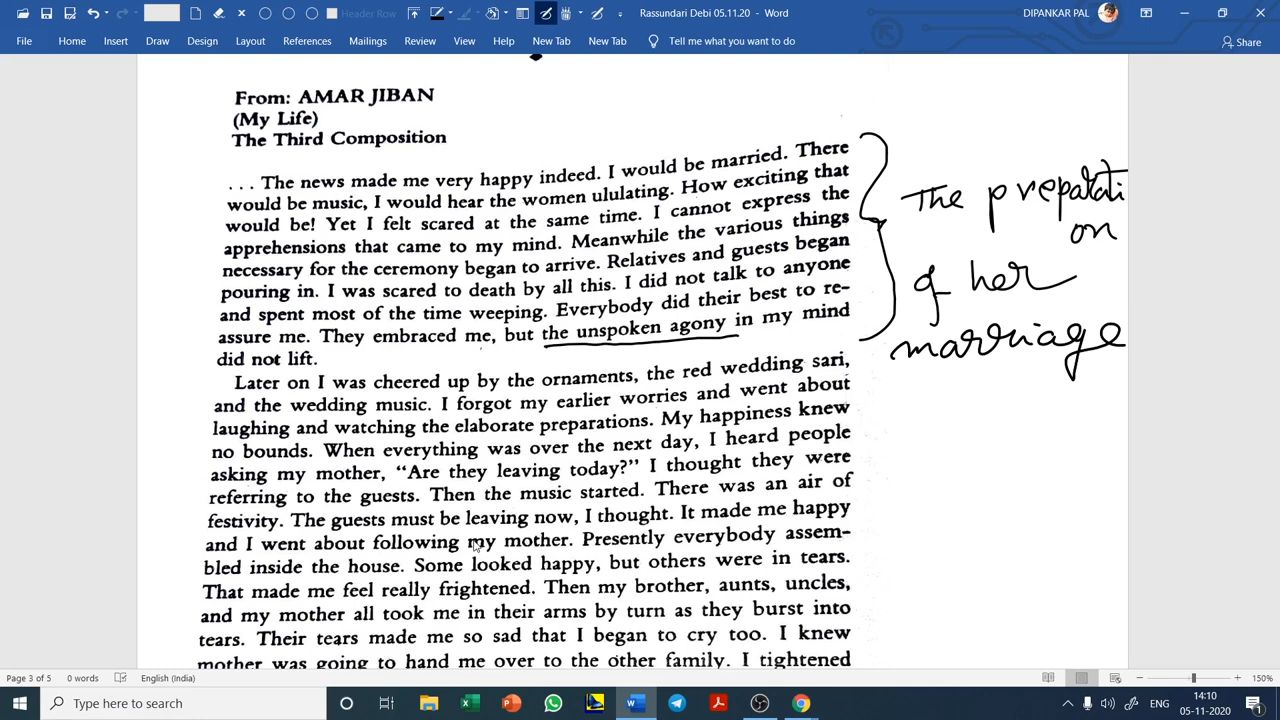 Header Row
Rassundari Debi 05.11.20 - Word
DIPANKAR PAL
File
Home
Insert
Draw
Design
Layout
References
Mailings
Review
View
Help
New Tab
New Tab
Tell me what you want to do
Share
From: AMAR JIBAN
(My Life)
The Third Composition
. . . The news made me very happy indeed. I would be married. There
would be music, I would hear the women ululating. How exciting that
would be! Yet I felt scared at the same time. I cannot express the
apprehensions that came to my mind. Meanwhile the various things
necessary for the ceremony began to arrive. Relatives and guests began
pouring in. I was scared to death by all this. I did not talk to anyone
and spent most of the time weeping. Everybody did their best to re-
assure me. They embraced me, but the unspoken agony in my mind
did not lift.
The preparati
on
of her
marriage
Later on I was cheered up by the ornaments, the red wedding sari,
and the wedding music. I forgot my earlier worries and went about
laughing and watching the elaborate preparations. My happiness knew
no bounds. When everything was over the next day, I heard people
asking my mother, “Are they leaving today?” I thought they were
referring to the guests. Then the music started. There was an air of
festivity. The guests must be leaving now, I thought. It made me happy
and I went about following my mother. Presently everybody assem-
bled inside the house. Some looked happy, but others were in tears.
That made me feel really frightened. Then my brother, aunts, uncles,
and my mother all took me in their arms by turn as they burst into
tears. Their tears made me so sad that I began to cry too. I knew
mother was going to hand me over to the other family. I tightened
Page 3 of 5
0 words
English (India)
150%
Type here to search
ENG
14:10
05-11-2020
1